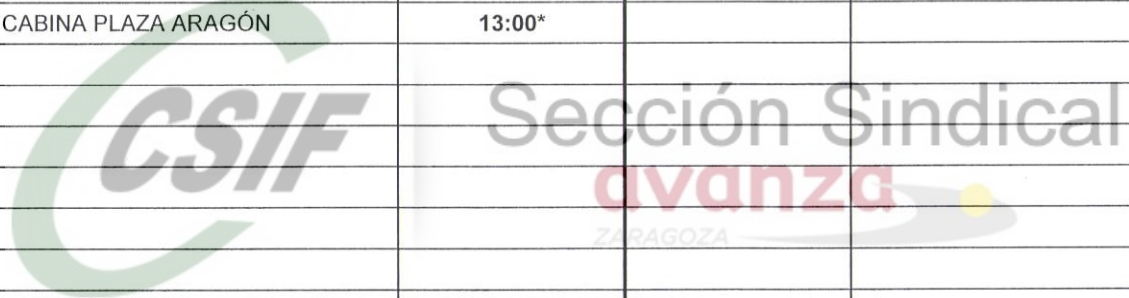 CABINA PLAZA ARAGÓN 13:00*
CSIF Sección Sindical
avanza
ZARAGOZA